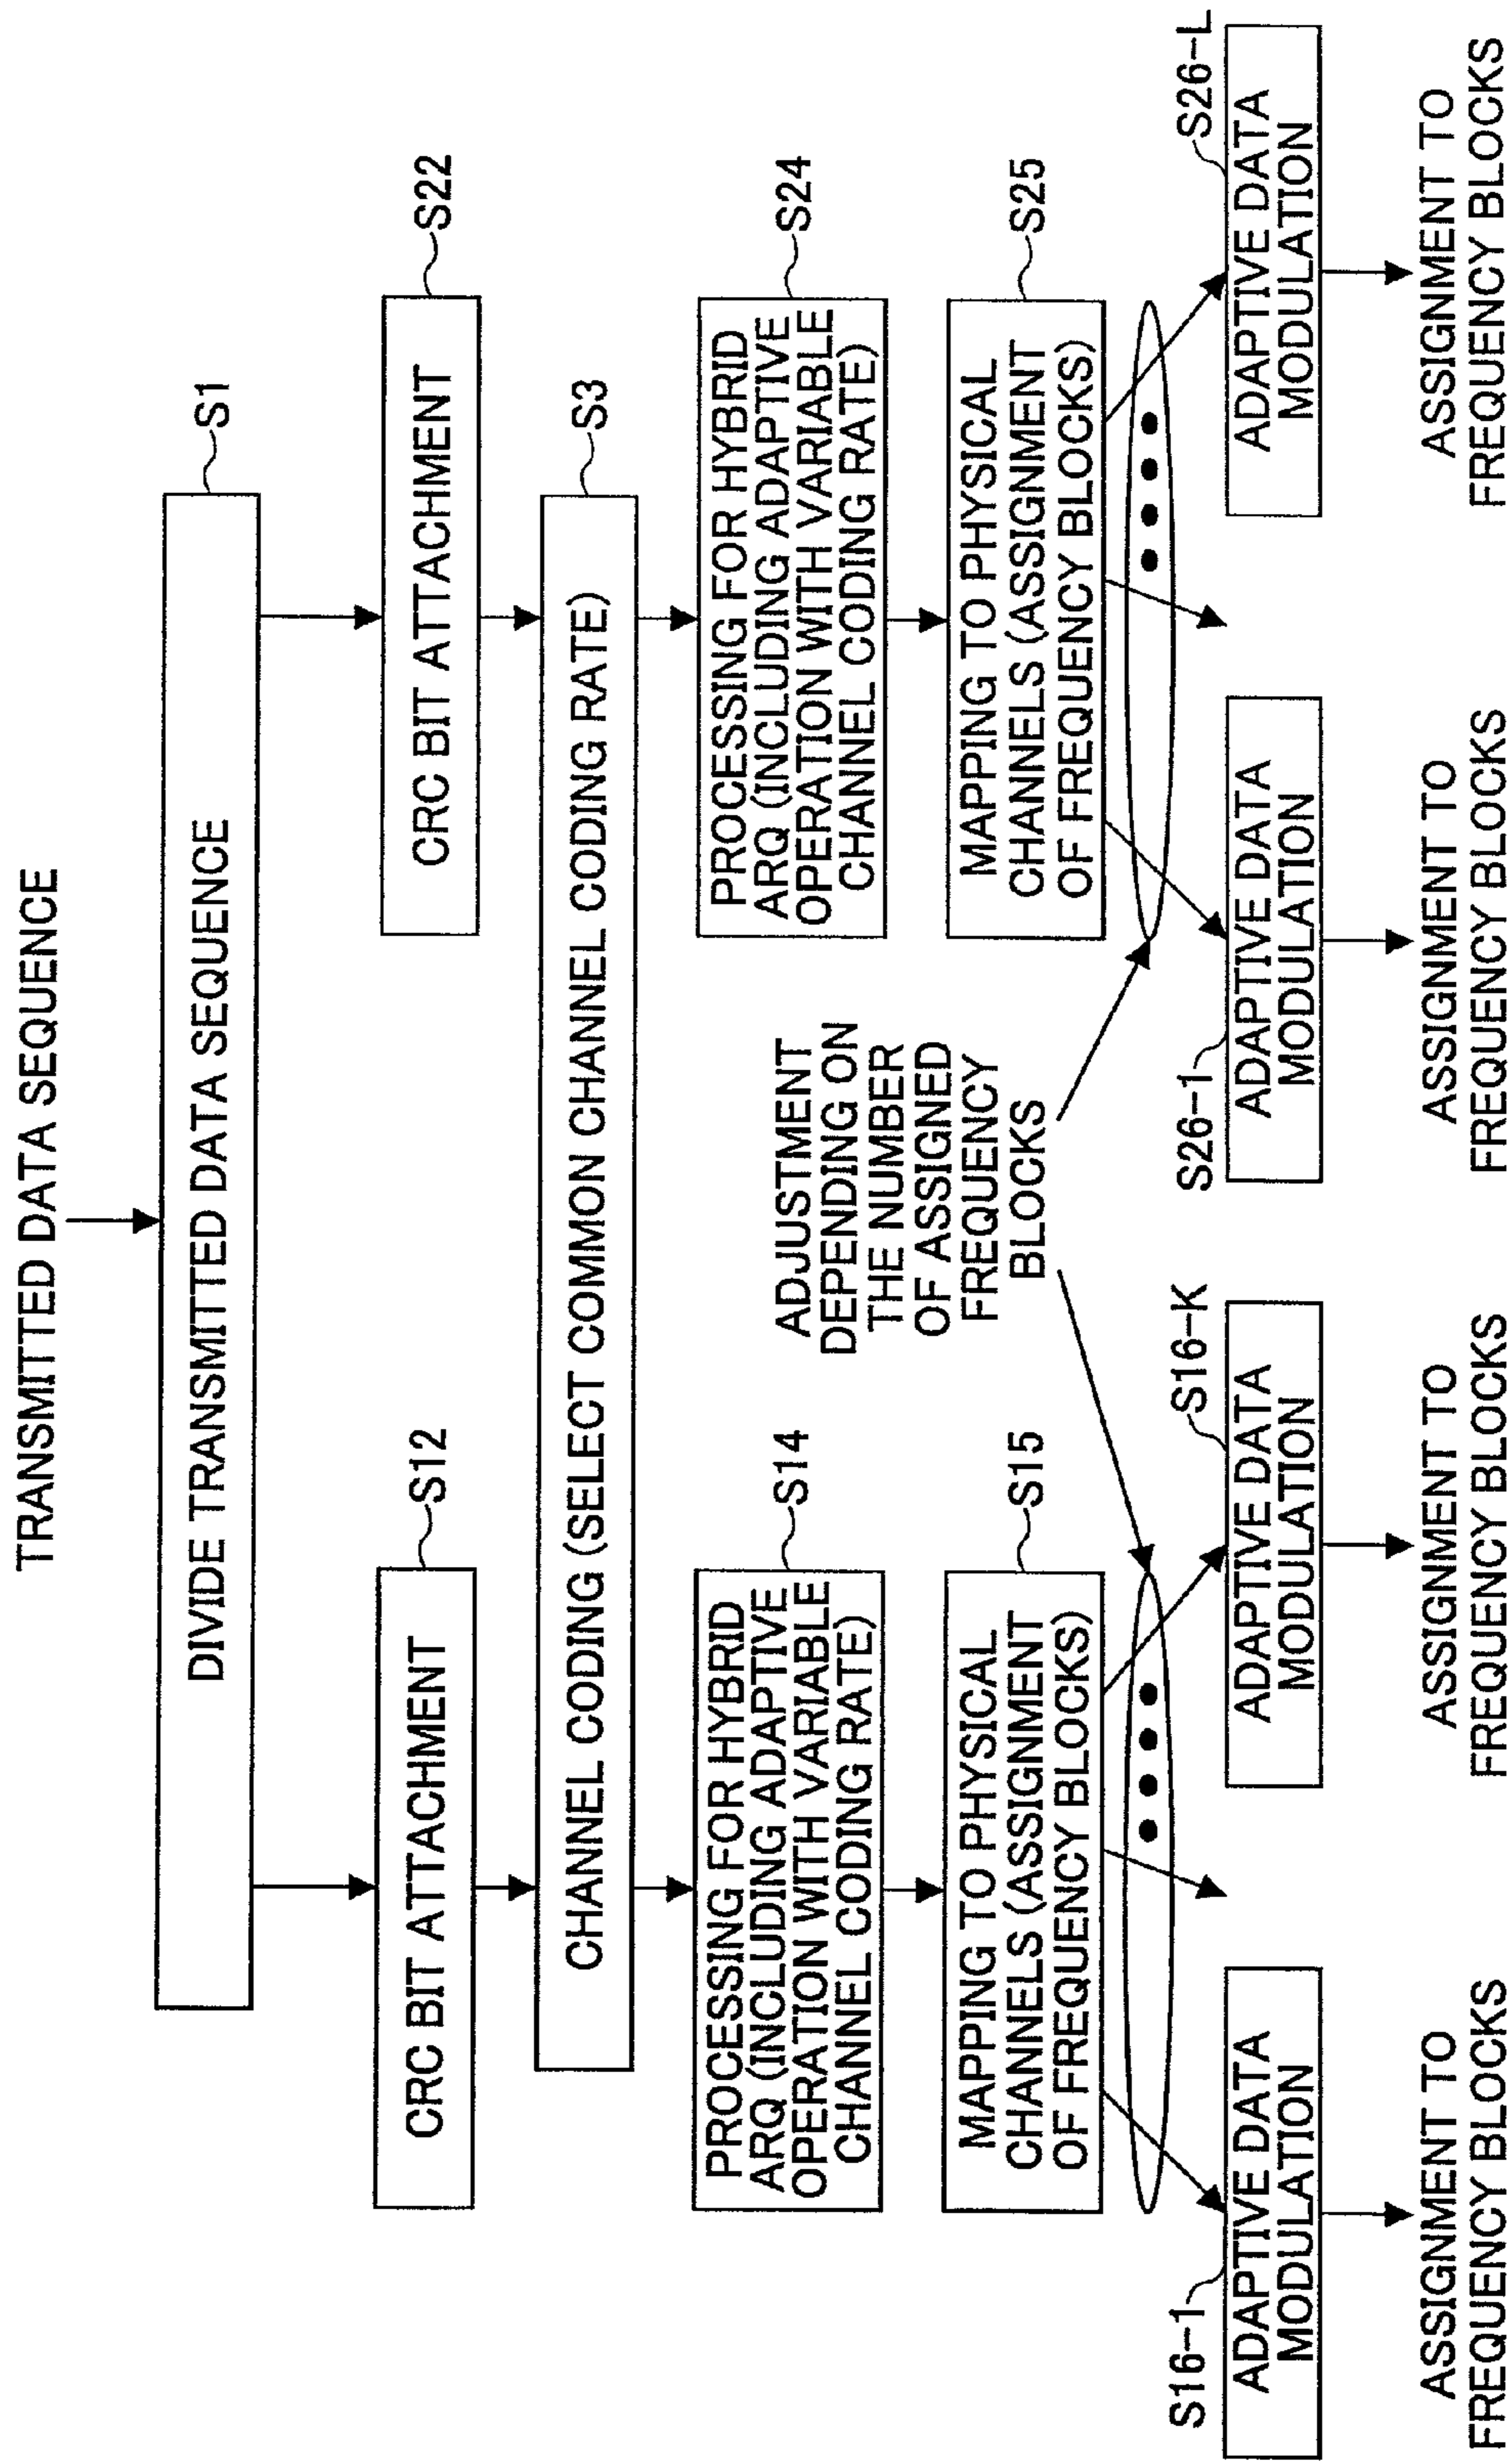 TRANSMITTED DATA SEQUENCE
S1
DIVIDE TRANSMITTED DATA SEQUENCE
S12
CRC BIT ATTACHMENT
S22
CRC BIT ATTACHMENT
S3
CHANNEL CODING (SELECT COMMON CHANNEL CODING RATE)
S14
PROCESSING FOR HYBRID
ARQ (INCLUDING ADAPTIVE
OPERATION WITH VARIABLE
CHANNEL CODING RATE)
S24
PROCESSING FOR HYBRID
ARQ (INCLUDING ADAPTIVE
OPERATION WITH VARIABLE
CHANNEL CODING RATE)
ADJUSTMENT
DEPENDING ON
THE NUMBER
OF ASSIGNED
FREQUENCY
BLOCKS
S15
MAPPING TO PHYSICAL
CHANNELS (ASSIGNMENT
OF FREQUENCY BLOCKS)
S25
MAPPING TO PHYSICAL
CHANNELS (ASSIGNMENT
OF FREQUENCY BLOCKS)
S16-1
ADAPTIVE DATA
MODULATION
S16-K
ADAPTIVE DATA
MODULATION
S26-1
ADAPTIVE DATA
MODULATION
S26-L
ADAPTIVE DATA
MODULATION
ASSIGNMENT TO
FREQUENCY BLOCKS
ASSIGNMENT TO
FREQUENCY BLOCKS
ASSIGNMENT TO
FREQUENCY BLOCKS
ASSIGNMENT TO
FREQUENCY BLOCKS